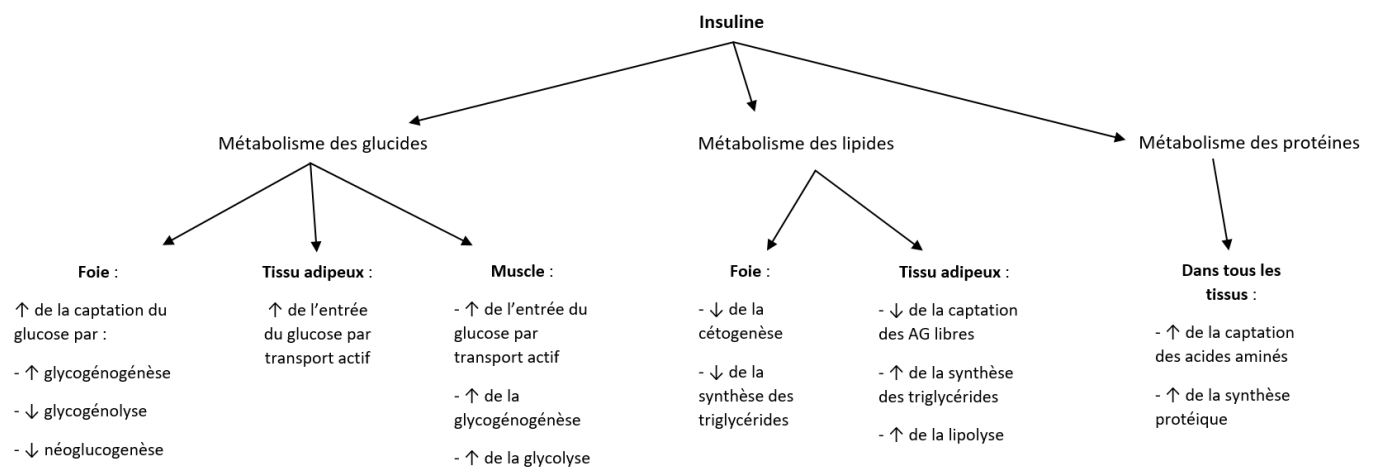 Insuline
Métabolisme des glucides
Métabolisme des lipides
Métabolisme des protéines
Foie :
↑ de la captation du
glucose par :
- ↑ glycogénogénèse
- ↓ glycogénolyse
- ↓ néoglucogenèse
Tissu adipeux :
↑ de l’entrée
du glucose par
transport actif
Muscle :
- ↑ de l’entrée du
glucose par
transport actif
- ↑ de la
glycogénogénèse
- ↑ de la glycolyse
Foie :
- ↓ de la
cétogenèse
- ↓ de la
synthèse des
triglycérides
Tissu adipeux :
- ↓ de la captation
des AG libres
- ↑ de la synthèse
des triglycérides
- ↑ de la lipolyse
Dans tous les
tissus :
- ↑ de la captation
des acides aminés
- ↑ de la synthèse
protéique